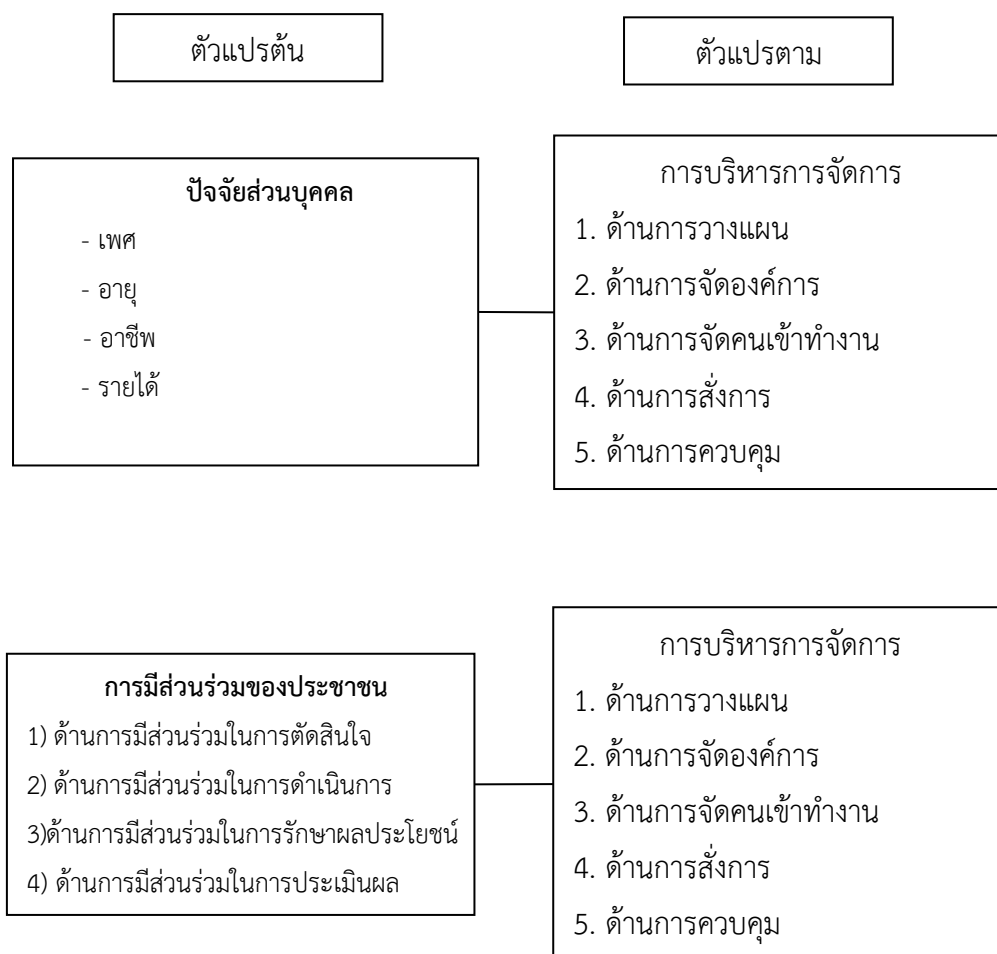 ตัวแปรต้น
ตัวแปรตาม
ปัจจัยส่วนบุคคล
- เพศ
- อายุ
- อาชีพ
- รายได้
การบริหารการจัดการ
1. ด้านการวางแผน
2. ด้านการจัดองค์การ
3. ด้านการจัดคนเข้าทำงาน
4. ด้านการสั่งการ
5. ด้านการควบคุม
การมีส่วนร่วมของประชาชน
1) ด้านการมีส่วนร่วมในการตัดสินใจ
2) ด้านการมีส่วนร่วมในการดำเนินการ
3)ด้านการมีส่วนร่วมในการรักษาผลประโยชน์
4) ด้านการมีส่วนร่วมในการประเมินผล
การบริหารการจัดการ
1. ด้านการวางแผน
2. ด้านการจัดองค์การ
3. ด้านการจัดคนเข้าทำงาน
4. ด้านการสั่งการ
5. ด้านการควบคุม